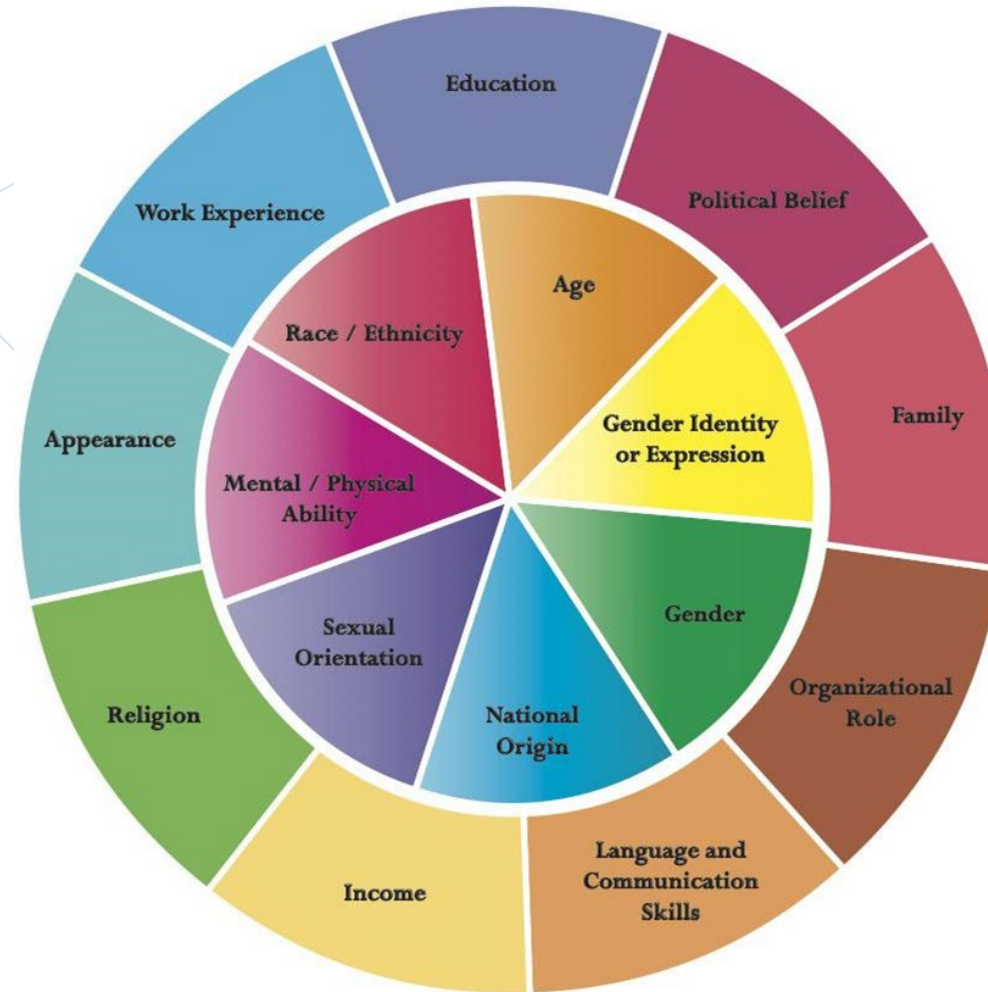 Education
Political Belief
Family
Organizational
Role
Language and
Communication
Skills
Income
Religion
Appearance
Work Experience
Age
Gender Identity
or Expression
Gender
National
Origin
Sexual
Orientation
Mental / Physical
Ability
Race / Ethnicity